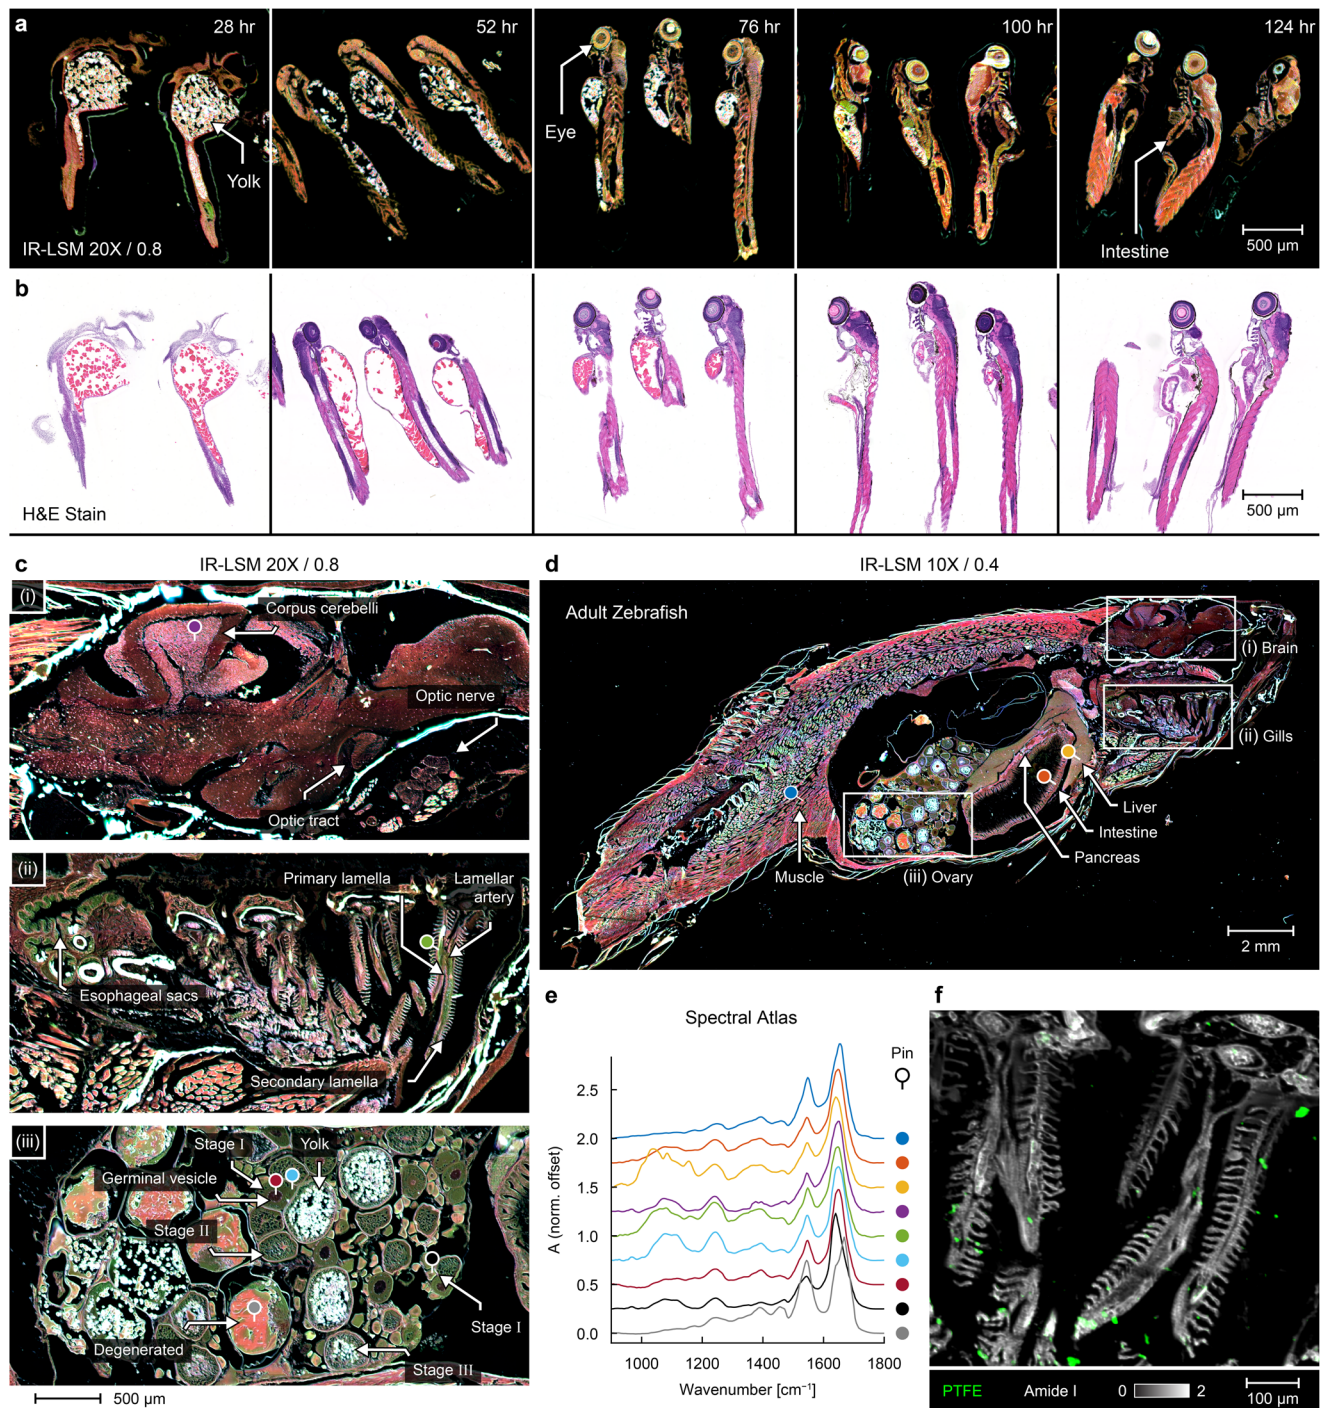 a
28 hr
52 hr
76 hr
100 hr
124 hr
Eye
Yolk
Intestine
IR-LSM 20X / 0.8
500 µm
b
H&E Stain
500 µm
c
IR-LSM 20X / 0.8
(i)
Corpus cerebelli
Optic nerve
Optic tract
(ii)
Primary lamella
Lamellar
artery
Esophageal sacs
Secondary lamella
(iii)
Stage I
Yolk
Germinal vesicle
Stage II
Stage I
Degenerated
Stage III
500 µm
d
IR-LSM 10X / 0.4
Adult Zebrafish
(i) Brain
(ii) Gills
Liver
Intestine
Pancreas
Muscle
(iii) Ovary
2 mm
e
Spectral Atlas
Pin
A (norm. offset)
2.5
2.0
1.5
1.0
0.5
0.0
1000
1200
1400
1600
1800
Wavenumber [cm⁻¹]
f
PTFE
Amide I
0
2
100 µm